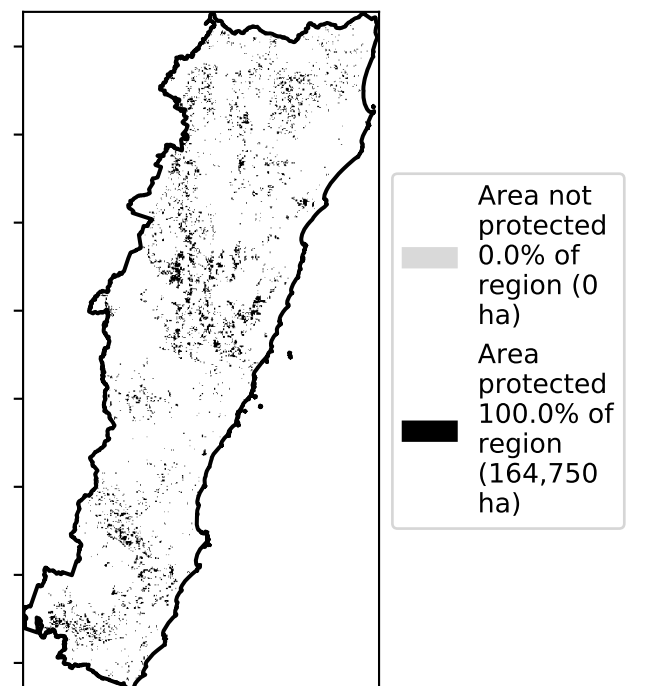 Area not
protected
0.0% of
region (0
ha)
Area
protected
100.0% of
region
(164,750
ha)